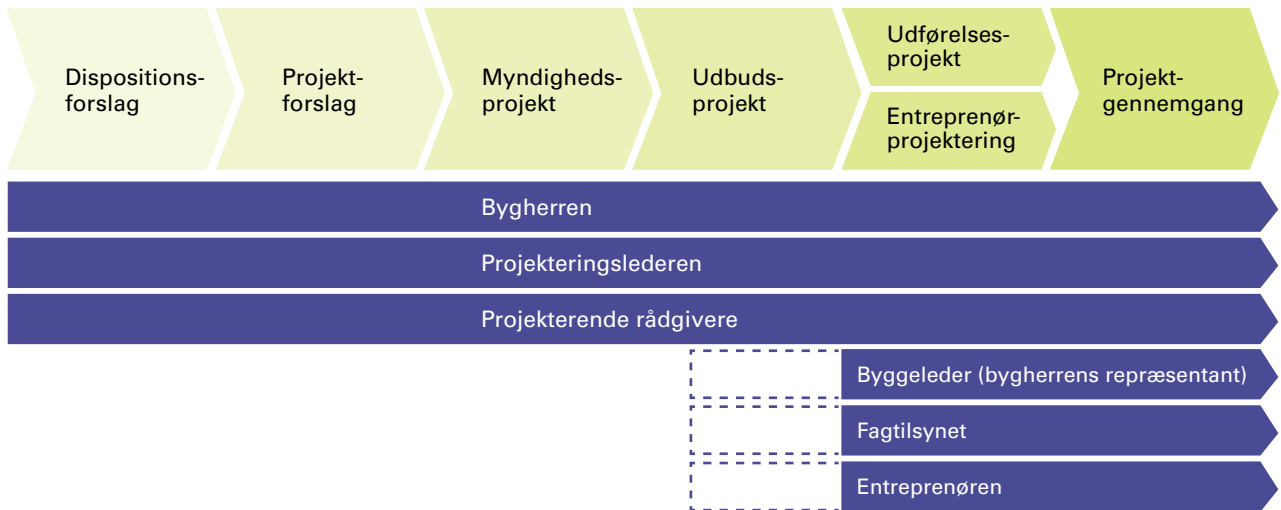 Dispositions-
forslag
Projekt-
forslag
Myndigheds-
projekt
Udbuds-
projekt
Udførelses-
projekt
Entreprenør-
projektering
Projekt-
gennemgang
Bygherren
Projekteringslederen
Projekterende rådgivere
Byggeleder (bygherrens repræsentant)
Fagtilsynet
Entreprenøren